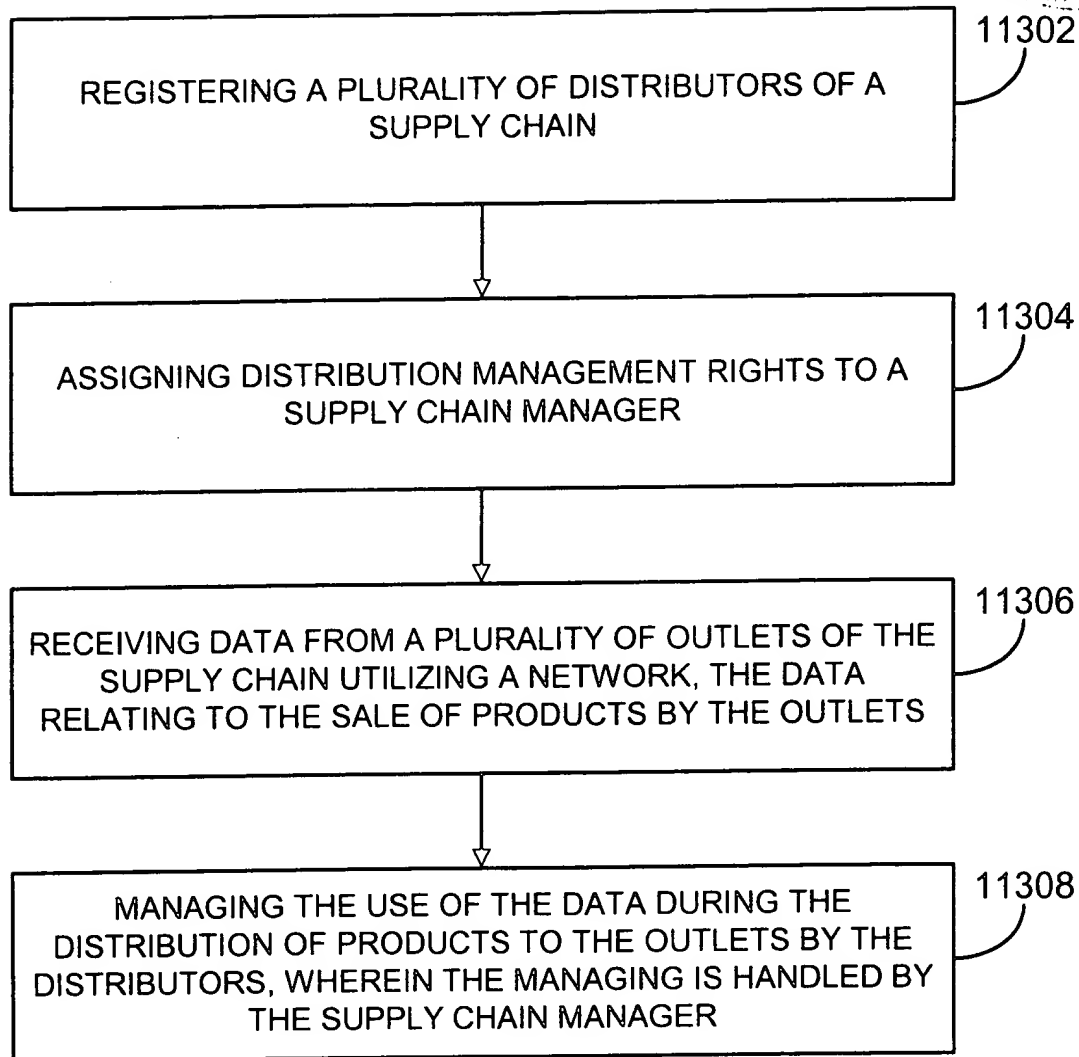 11302
REGISTERING A PLURALITY OF DISTRIBUTORS OF A
SUPPLY CHAIN
11304
ASSIGNING DISTRIBUTION MANAGEMENT RIGHTS TO A
SUPPLY CHAIN MANAGER
11306
RECEIVING DATA FROM A PLURALITY OF OUTLETS OF THE
SUPPLY CHAIN UTILIZING A NETWORK, THE DATA
RELATING TO THE SALE OF PRODUCTS BY THE OUTLETS
11308
MANAGING THE USE OF THE DATA DURING THE
DISTRIBUTION OF PRODUCTS TO THE OUTLETS BY THE
DISTRIBUTORS, WHEREIN THE MANAGING IS HANDLED BY
THE SUPPLY CHAIN MANAGER